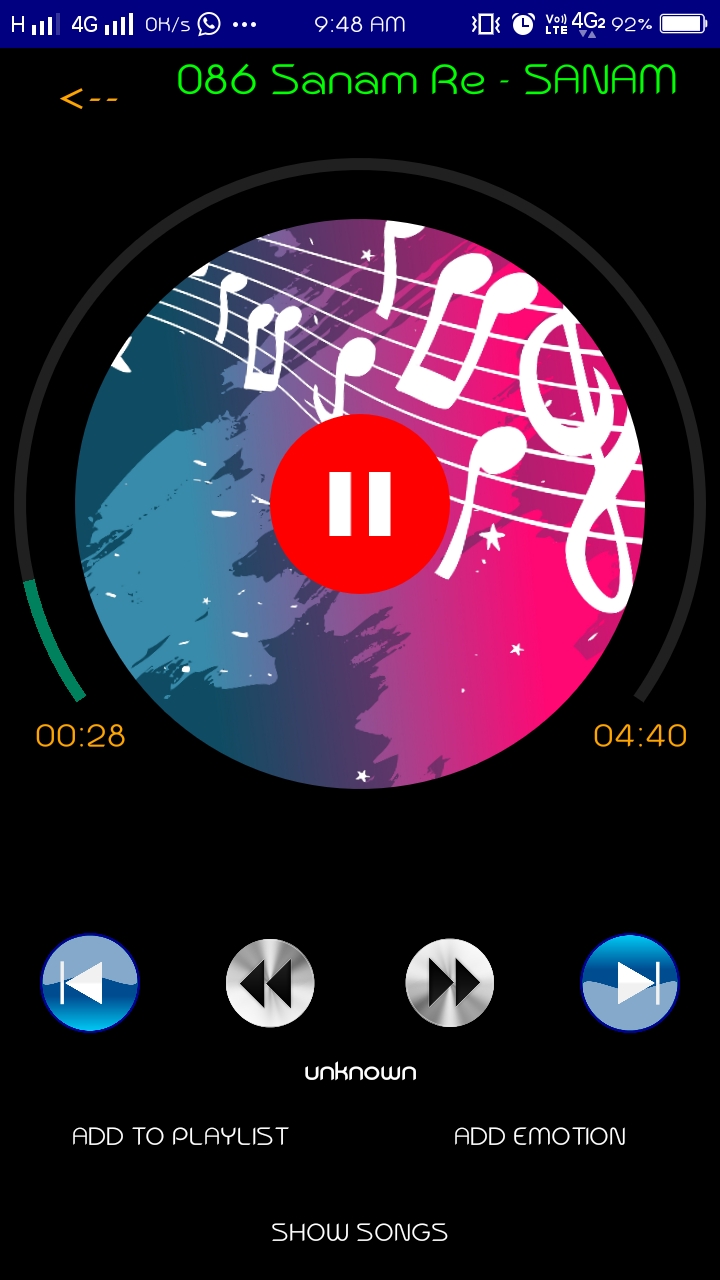 H 4G 0K/s ••• 9:48 AM Vo)) LTE 4G2 92%
<-- 086 Sanam Re - SANAM
00:28 04:40
unknown
ADD TO PLAYLIST ADD EMOTION
SHOW SONGS